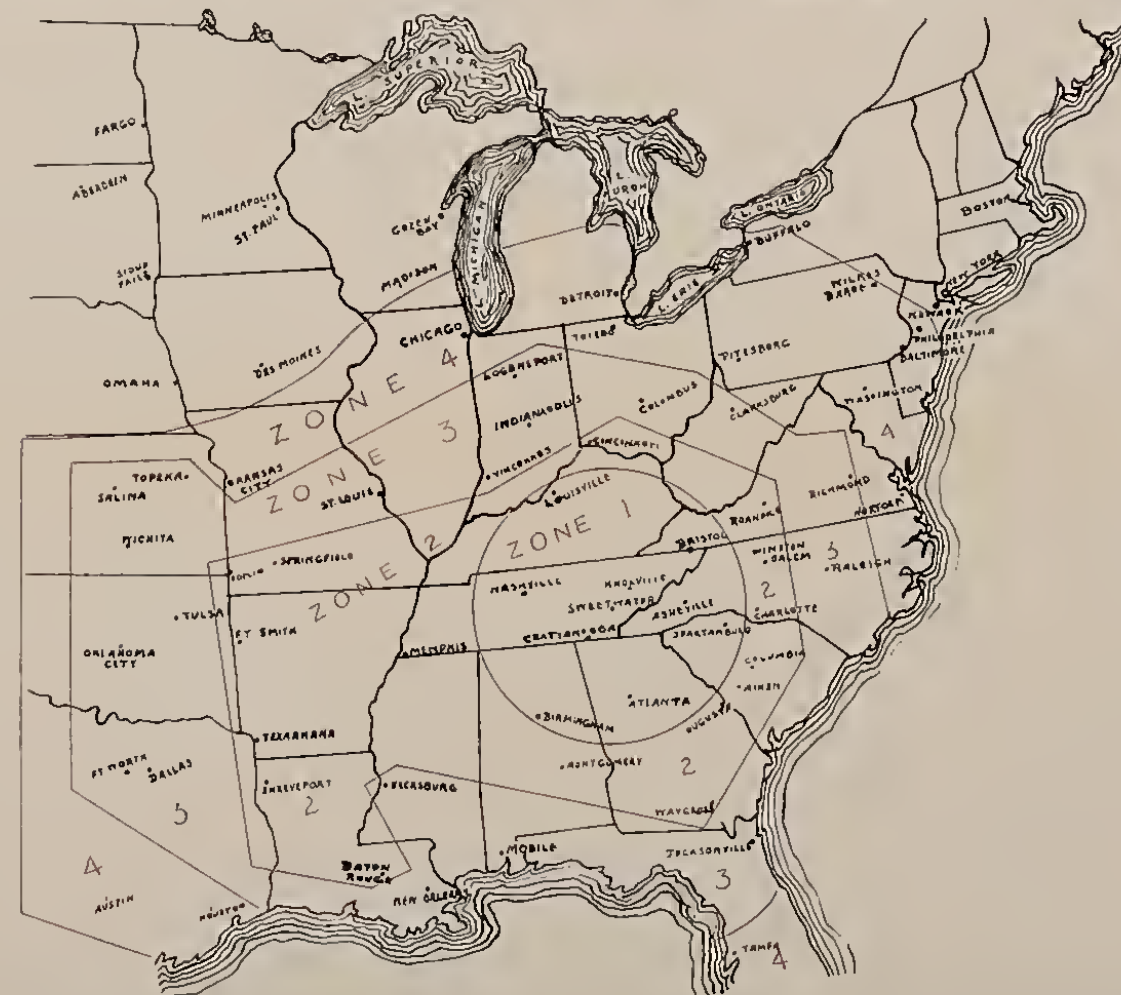 L. SUPERIOR
FARGO
L. HURON
ABERDEEN
MINNEAPOLIS
ST. PAUL
L. ONTARIO
BOSTON
GREEN
BAY
L. MICHIGAN
BUFFALO
SIOUX
FALLS
MADISON
DETROIT
L. ERIE
WILKES
BARRE
NEW YORK
NEWARK
CHICAGO
TOLEDO
PHILADELPHIA
PITTSBURG
BALTIMORE
DES MOINES
4
LOGANSPORT
OMAHA
ZONE
COLUMBUS
CLARKSBURG
WASHINGTON
3
INDIANAPOLIS
4
ZONE
CINCINNATI
TOPEKA
KANSAS
CITY
VINCENNES
SALINA
ST. LOUIS
LOUISVILLE
RICHMOND
NORFOLK
WICHITA
ZONE 1
ROANOKE
2
BRISTOL
SPRINGFIELD
JOPLIN
WINSTON
SALEM
3
RALEIGH
ZONE
NASHVILLE
KNOXVILLE
2
TULSA
SWEETWATER
ASHEVILLE
CHARLOTTE
FT SMITH
CHATTANOOGA
SPARTANBURG
OKLAHOMA
CITY
MEMPHIS
COLUMBIA
AIKEN
ATLANTA
AUGUSTA
BIRMINGHAM
TEXARKANA
FT WORTH
DALLAS
MONTGOMERY
2
SHREVEPORT
VICKSBURG
3
2
WAYCROSS
MOBILE
JACKSONVILLE
4
BATON
ROUGE
3
AUSTIN
HOUSTON
NEW ORLEANS
TAMPA
4